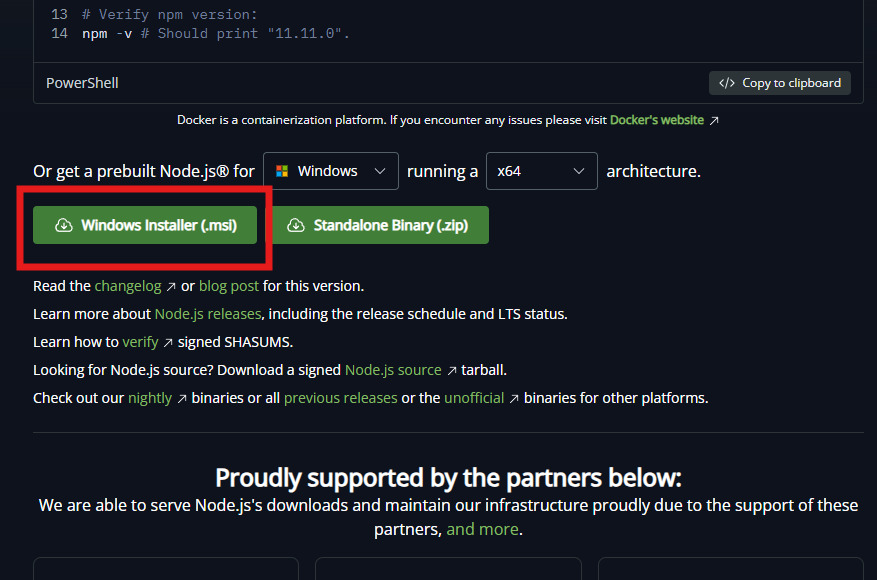 13 # Verify npm version:
14 npm -v # Should print "11.11.0".
PowerShell
</> Copy to clipboard
Docker is a containerization platform. If you encounter any issues please visit Docker's website ↗
Or get a prebuilt Node.js® for Windows running a x64 architecture.
Windows Installer (.msi) Standalone Binary (.zip)
Read the changelog ↗ or blog post for this version.
Learn more about Node.js releases, including the release schedule and LTS status.
Learn how to verify ↗ signed SHASUMS.
Looking for Node.js source? Download a signed Node.js source ↗ tarball.
Check out our nightly ↗ binaries or all previous releases or the unofficial ↗ binaries for other platforms.
Proudly supported by the partners below:
We are able to serve Node.js's downloads and maintain our infrastructure proudly due to the support of these
partners, and more.